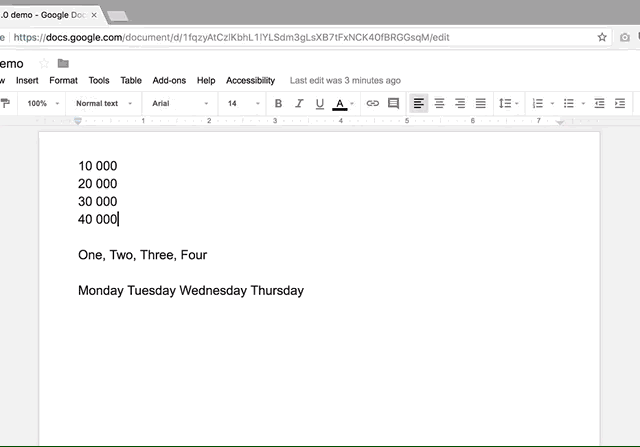 .0 demo - Google Doc
https://docs.google.com/document/d/1fqzyAtCzlKbhL1IYLSdm3gLsXB7tFxNCK4OfBRGGsqM/edit
emo
w Insert Format Tools Table Add-ons Help Accessibility Last edit was 3 minutes ago
100% Normal text Arial 14 B I U A
1 2 3 4 5 6 7
10 000
20 000
30 000
40 000
One, Two, Three, Four
Monday Tuesday Wednesday Thursday